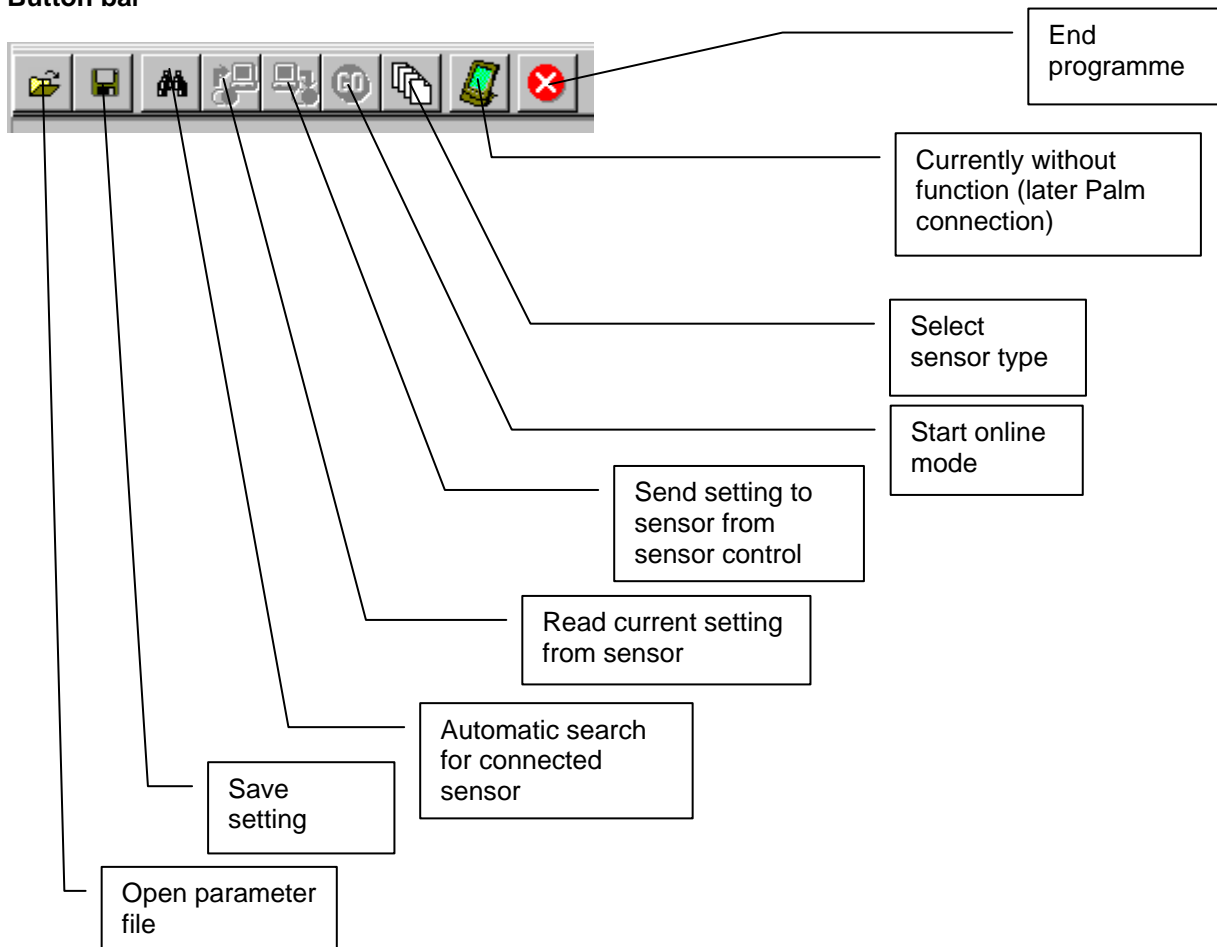 Button bar
End
programme
GO
Currently without
function (later Palm
connection)
Select
sensor type
Start online
mode
Send setting to
sensor from
sensor control
Read current setting
from sensor
Automatic search
for connected
sensor
Save
setting
Open parameter
file